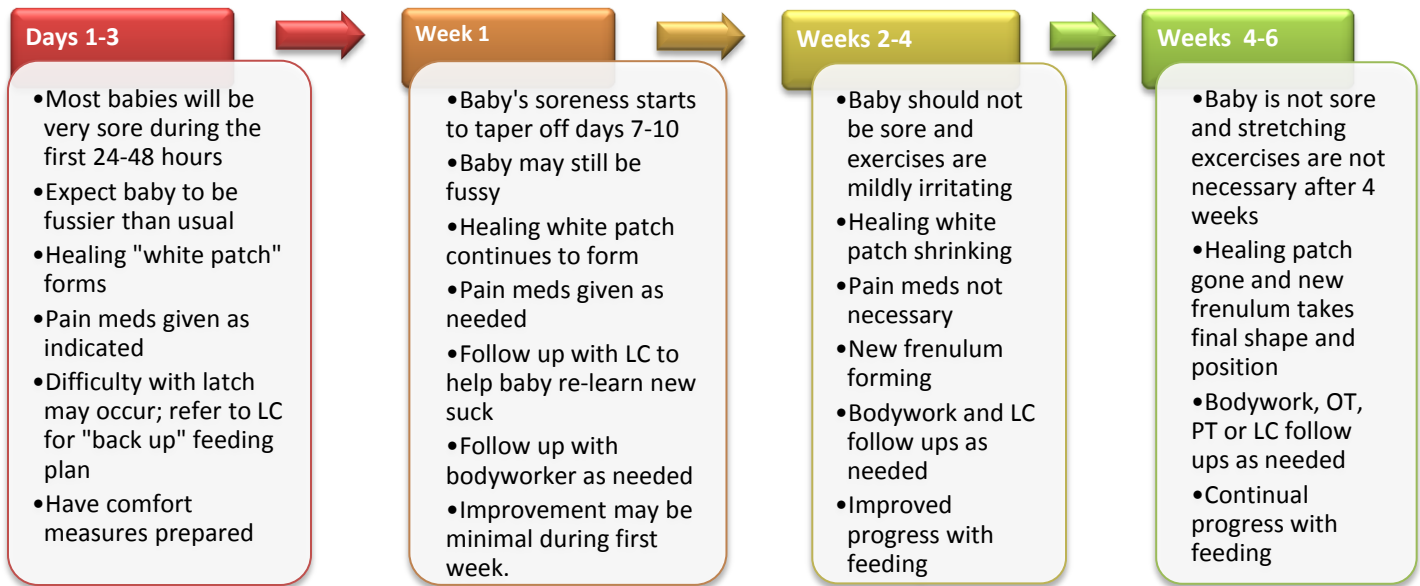 Days 1-3
•Most babies will be
very sore during the
first 24-48 hours
•Expect baby to be
fussier than usual
•Healing "white patch"
forms
•Pain meds given as
indicated
•Difficulty with latch
may occur; refer to LC
for "back up" feeding
plan
•Have comfort
measures prepared
Week 1
•Baby's soreness starts
to taper off days 7-10
•Baby may still be
fussy
•Healing white patch
continues to form
•Pain meds given as
needed
•Follow up with LC to
help baby re-learn new
suck
•Follow up with
bodyworker as needed
•Improvement may be
minimal during first
week.
Weeks 2-4
•Baby should not
be sore and
exercises are
mildly irritating
•Healing white
patch shrinking
•Pain meds not
necessary
•New frenulum
forming
•Bodywork and LC
follow ups as
needed
•Improved
progress with
feeding
Weeks 4-6
•Baby is not sore
and stretching
excercises are not
necessary after 4
weeks
•Healing patch
gone and new
frenulum takes
final shape and
position
•Bodywork, OT,
PT or LC follow
ups as needed
•Continual
progress with
feeding